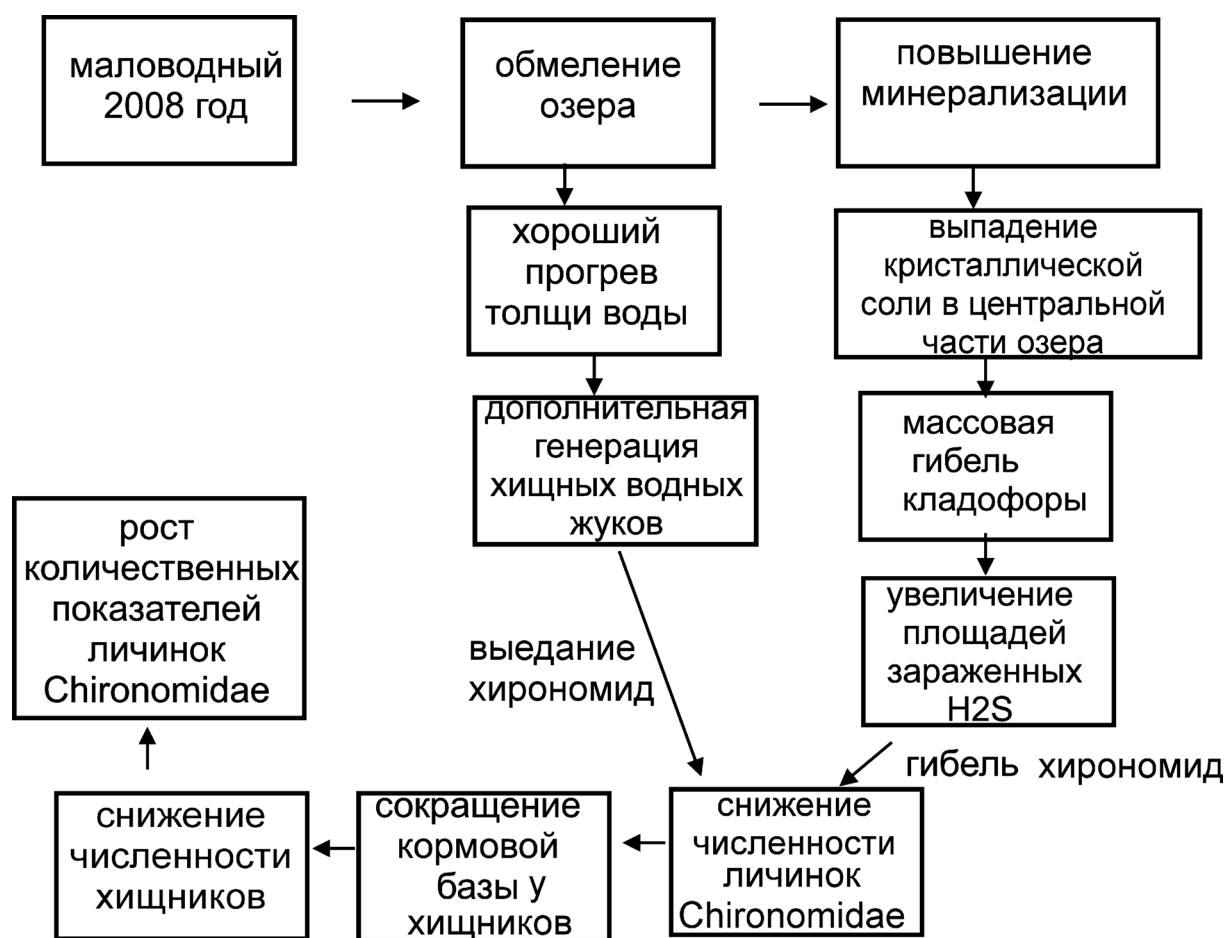 маловодный
2008 год
обмеление
озера
повышение
минерализации
хороший
прогрев
толщи воды
выпадение
кристаллической
соли в центральной
части озера
дополнительная
генерация
хищных водных
жуков
массовая
гибель
кладофоры
рост
количественных
показателей
личинок
Chironomidae
увеличение
площадей
зараженных
H2S
выедание
хирономид
гибель хирономид
снижение
численности
хищников
сокращение
кормовой
базы у
хищников
снижение
численности
личинок
Chironomidae